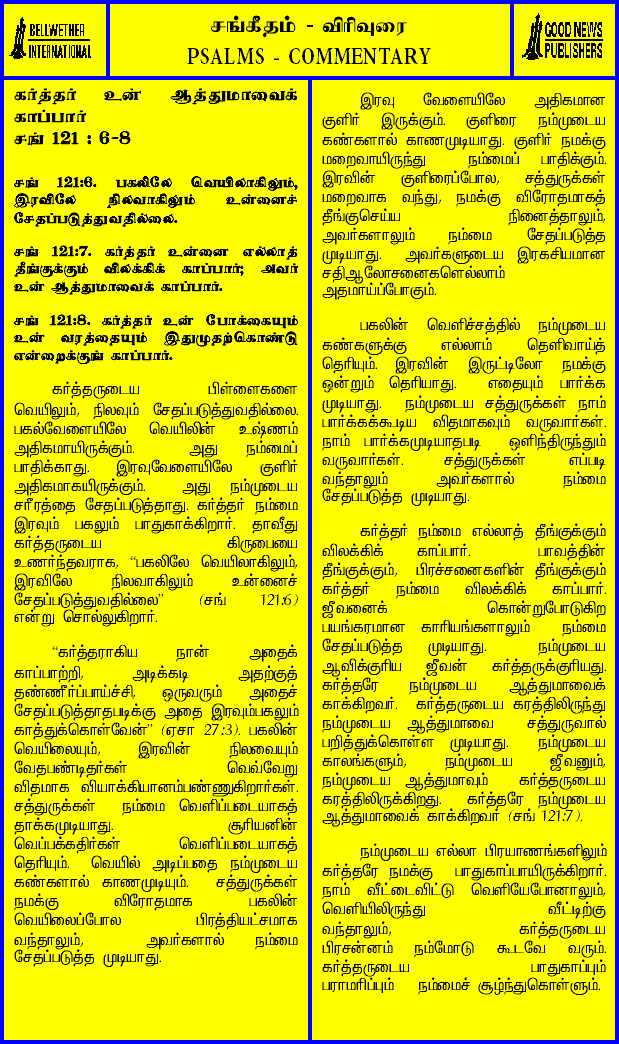 BELLWETHER
INTERNATIONAL
சங்கீதம் - விரிவுரை
PSALMS - COMMENTARY
GOOD NEWS
PUBLISHERS
கர்த்தர் உன் ஆத்துமாவைக்
காப்பார்
சங் 121 : 6-8
சங் 121:6. பகலிலே வெயிலாகிலும்,
இரவிலே நிலவாகிலும் உன்னைச்
சேதப்படுத்துவதில்லை.
சங் 121:7. கர்த்தர் உன்னை எல்லாத்
தீங்குக்கும் விலக்கிக் காப்பார்; அவர்
உன் ஆத்துமாவைக் காப்பார்.
சங் 121:8. கர்த்தர் உன் போக்கையும்
உன் வரத்தையும் இதுமுதற்கொண்டு
என்றைக்குங் காப்பார்.
கர்த்தருடைய பிள்ளைகளை
வெயிலும், நிலவும் சேதப்படுத்துவதில்லை.
பகல்வேளையிலே வெயிலின் உஷ்ணம்
அதிகமாயிருக்கும். அது நம்மைப்
பாதிக்காது. இரவுவேளையிலே குளிர்
அதிகமாகயிருக்கும். அது நம்முடைய
சரீரத்தை சேதப்படுத்தாது. கர்த்தர் நம்மை
இரவும் பகலும் பாதுகாக்கிறார். தாவீது
கர்த்தருடைய கிருபையை
உணர்ந்தவராக, “பகலிலே வெயிலாகிலும்,
இரவிலே நிலவாகிலும் உன்னைச்
சேதப்படுத்துவதில்லை” (சங் 121:6)
என்று சொல்லுகிறார்.
“கர்த்தராகிய நான் அதைக்
காப்பாற்றி, அடிக்கடி அதற்குத்
தண்ணீர்ப்பாய்ச்சி, ஒருவரும் அதைச்
சேதப்படுத்தாதபடிக்கு அதை இரவும்பகலும்
காத்துக்கொள்வேன்” (ஏசா 27:3). பகலின்
வெயிலையும், இரவின் நிலவையும்
வேதபண்டிதர்கள் வெவ்வேறு
விதமாக வியாக்கியானம்பண்ணுகிறார்கள்.
சத்துருக்கள் நம்மை வெளிப்படையாகத்
தாக்கமுடியாது. சூரியனின்
வெப்பக்கதிர்கள் வெளிப்படையாகத்
தெரியும். வெயில் அடிப்பதை நம்முடைய
கண்களால் காணமுடியும். சத்துருக்கள்
நமக்கு விரோதமாக பகலின்
வெயிலைப்போல பிரத்தியட்சமாக
வந்தாலும், அவர்களால் நம்மை
சேதப்படுத்த முடியாது.
இரவு வேளையிலே அதிகமான
குளிர் இருக்கும். குளிரை நம்முடைய
கண்களால் காணமுடியாது. குளிர் நமக்கு
மறைவாயிருந்து நம்மைப் பாதிக்கும்.
இரவின் குளிரைப்போல, சத்துருக்கள்
மறைவாக வந்து, நமக்கு விரோதமாகத்
தீங்குசெய்ய நினைத்தாலும்,
அவர்களாலும் நம்மை சேதப்படுத்த
முடியாது. அவர்களுடைய இரகசியமான
சதிஆலோசனைகளெல்லாம்
அதமாய்ப்போகும்.
பகலின் வெளிச்சத்தில் நம்முடைய
கண்களுக்கு எல்லாம் தெளிவாய்த்
தெரியும். இரவின் இருட்டிலோ நமக்கு
ஒன்றும் தெரியாது. எதையும் பார்க்க
முடியாது. நம்முடைய சத்துருக்கள் நாம்
பார்க்கக்கூடிய விதமாகவும் வருவார்கள்.
நாம் பார்க்கமுடியாதபடி ஒளிந்திருந்தும்
வருவார்கள். சத்துருக்கள் எப்படி
வந்தாலும் அவர்களால் நம்மை
சேதப்படுத்த முடியாது.
கர்த்தர் நம்மை எல்லாத் தீங்குக்கும்
விலக்கிக் காப்பார். பாவத்தின்
தீங்குக்கும், பிரச்சனைகளின் தீங்குக்கும்
கர்த்தர் நம்மை விலக்கிக் காப்பார்.
ஜீவனைக் கொன்றுபோடுகிற
பயங்கரமான காரியங்களாலும் நம்மை
சேதப்படுத்த முடியாது. நம்முடைய
ஆவிக்குரிய ஜீவன் கர்த்தருக்குரியது.
கர்த்தரே நம்முடைய ஆத்துமாவைக்
காக்கிறவர். கர்த்தருடைய கரத்திலிருந்து
நம்முடைய ஆத்துமாவை சத்துருவால்
பறித்துக்கொள்ள முடியாது. நம்முடைய
காலங்களும், நம்முடைய ஜீவனும்,
நம்முடைய ஆத்துமாவும் கர்த்தருடைய
கரத்திலிருக்கிறது. கர்த்தரே நம்முடைய
ஆத்துமாவைக் காக்கிறவர் (சங் 121:7).
நம்முடைய எல்லா பிரயாணங்களிலும்
கர்த்தரே நமக்கு பாதுகாப்பாயிருக்கிறார்.
நாம் வீட்டைவிட்டு வெளியேபோனாலும்,
வெளியிலிருந்து வீட்டிற்கு
வந்தாலும், கர்த்தருடைய
பிரசன்னம் நம்மோடு கூடவே வரும்.
கர்த்தருடைய பாதுகாப்பும்
பராமரிப்பும் நம்மைச் சூழ்ந்துகொள்ளும்.